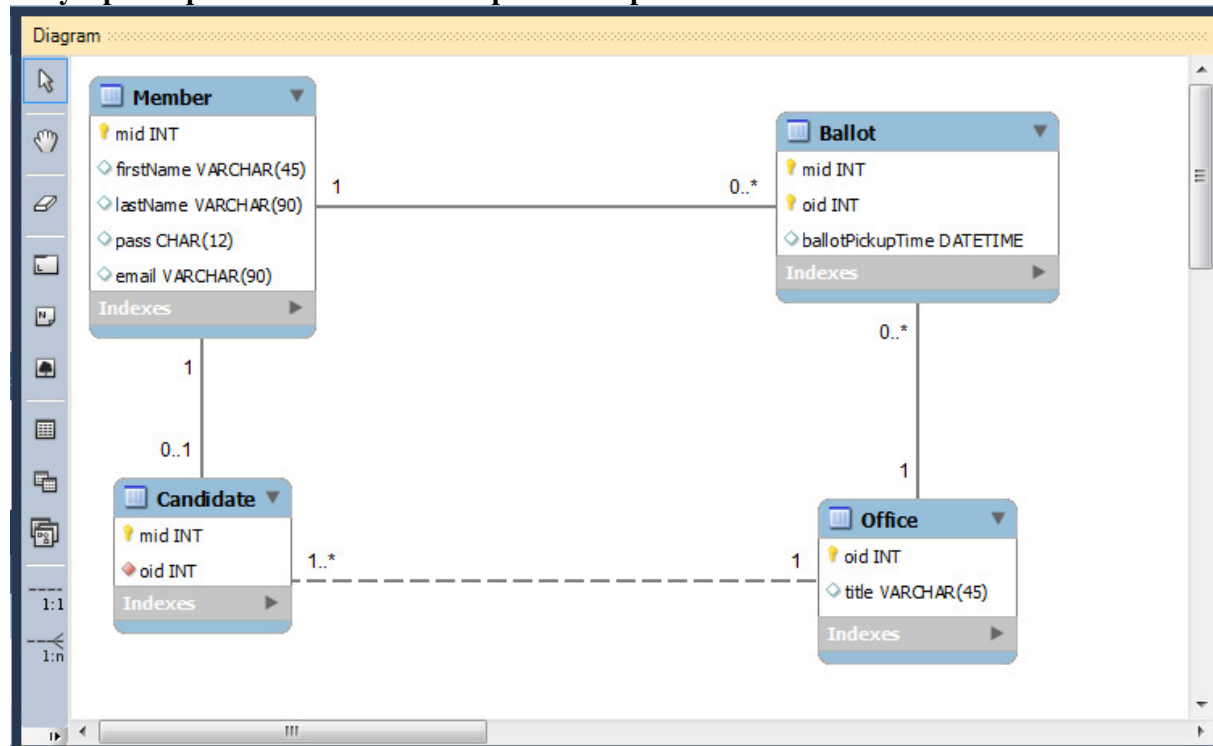 Diagram
Member
mid INT
firstName VARCHAR(45)
lastName VARCHAR(90)
pass CHAR(12)
email VARCHAR(90)
Indexes
1
0..*
Ballot
mid INT
oid INT
ballotPickupTime DATETIME
Indexes
1
0..1
0..*
1
Candidate
mid INT
oid INT
Indexes
1..*
1
Office
oid INT
title VARCHAR(45)
Indexes
1:1
1:n